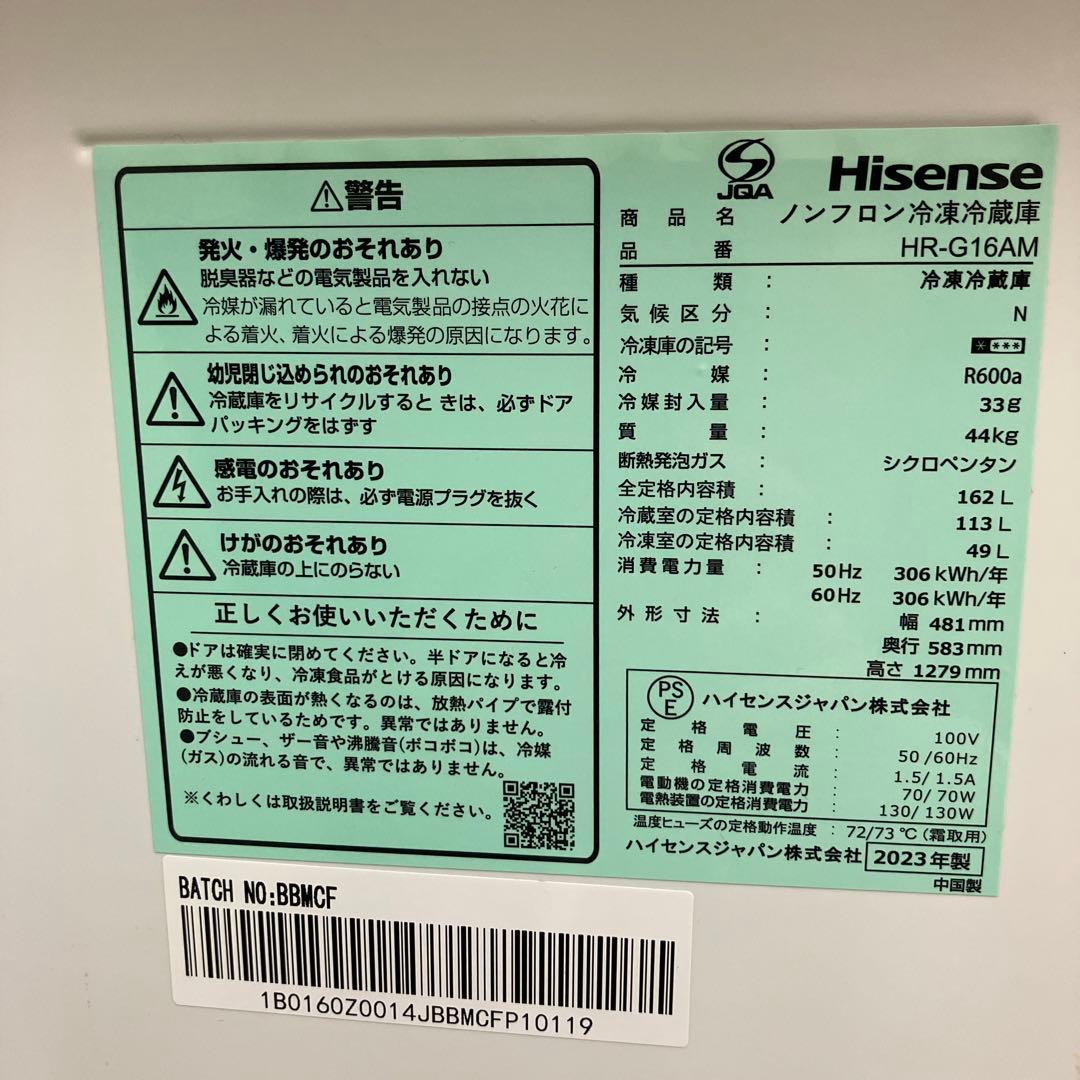 ⚠警告
発火・爆発のおそれあり
脱臭器などの電気製品を入れない
冷媒が漏れていると電気製品の接点の火花に
よる着火、着火による爆発の原因になります。
幼児閉じ込められのおそれあり
冷蔵庫をリサイクルすると きは、必ずドア
パッキングをはずす
感電のおそれあり
お手入れの際は、必ず電源プラグを抜く
けがのおそれあり
冷蔵庫の上にのらない
正しくお使いいただくために
●ドアは確実に閉めてください。半ドアになると冷
えが悪くなり、冷凍食品がとける原因になります。
●冷蔵庫の表面が熱くなるのは、放熱パイプで露付
防止をしているためです。異常ではありません。
●ブシュー、ザー音や沸騰音(ボコボコ)は、冷媒
(ガス)の流れる音で、異常ではありません。
※くわしくは取扱説明書をご覧ください。
JQA Hisense
商品名 ノンフロン冷凍冷蔵庫
品番 HR-G16AM
種類 : 冷凍冷蔵庫
気候区分 : N
冷凍庫の記号 : * ***
冷媒 : R600a
冷媒封入量 : 33g
質量 : 44kg
断熱発泡ガス : シクロペンタン
全定格内容積 : 162 L
冷蔵室の定格内容積 : 113 L
冷凍室の定格内容積 : 49 L
消費電力量 : 50Hz 306 kWh/年
60Hz 306 kWh/年
外形寸法 : 幅 481mm
奥行 583mm
高さ 1279mm
PSE ハイセンスジャパン株式会社
定格電圧 : 100V
定格周波数 : 50/60Hz
定格電流 : 1.5/1.5A
電動機の定格消費電力 : 70/70W
電熱装置の定格消費電力 : 130/130W
温度ヒューズの定格動作温度 : 72/73℃(霜取用)
ハイセンスジャパン株式会社 2023年製
中国製
BATCH NO:BBMCF
1B0160Z0014JBBMCFP10119